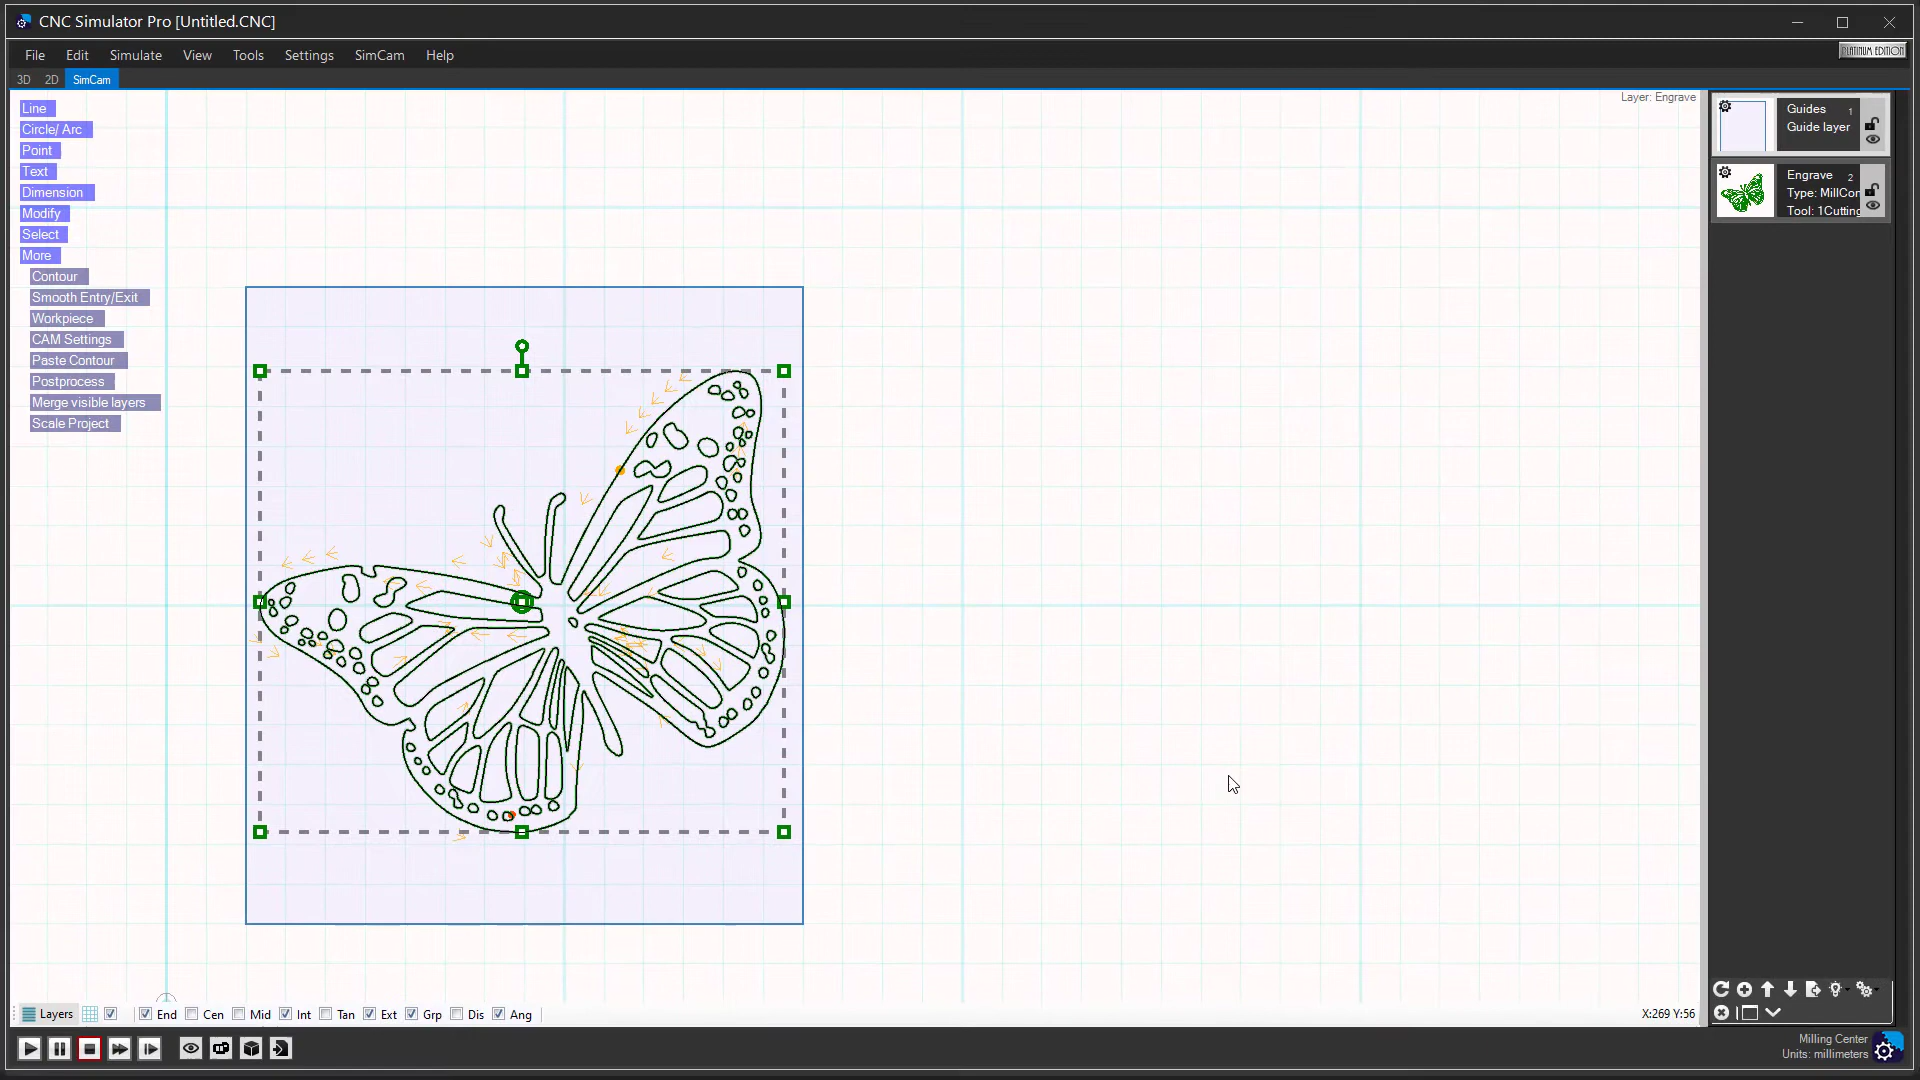 CNC Simulator Pro [Untitled.CNC]
File Edit Simulate View Tools Settings SimCam Help
PLATINUM EDITION
3D 2D SimCam
Layer: Engrave
Line
Circle/ Arc
Point
Text
Dimension
Modify
Select
More
Contour
Smooth Entry/Exit
Workpiece
CAM Settings
Paste Contour
Postprocess
Merge visible layers
Scale Project
Guides 1
Guide layer
Engrave 2
Type: MillCon
Tool: 1Cutting
Layers End Cen Mid Int Tan Ext Grp Dis Ang
X:269 Y:56
Milling Center
Units: millimeters